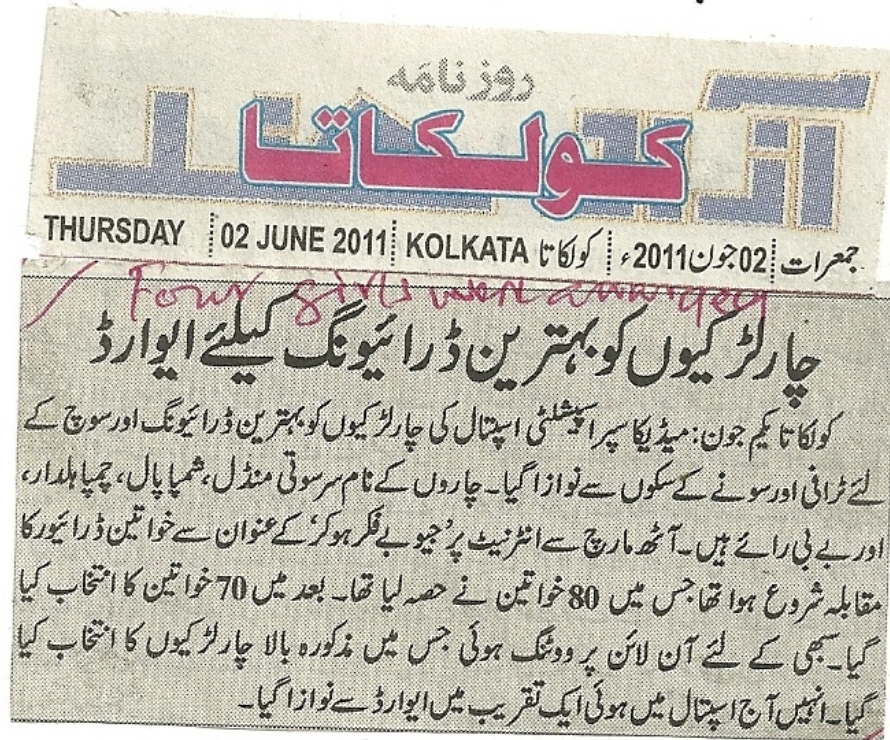 روزنامہ
کولکاتا
THURSDAY 02 JUNE 2011 KOLKATA کولکاتا 02 جون 2011ء جمعرات
Four girls were
چار لڑکیوں کو بہترین ڈرائیونگ کیلئے ایوارڈ
کولکاتا یکم جون: میڈیکا سپر اسپیشلٹی اسپتال کی چار لڑکیوں کو بہترین ڈرائیونگ اور سوچ کے
لئے ٹرافی اور سونے کے سکوں سے نوازا گیا۔ چاروں کے نام سرسوتی منڈل، شمپا پال، چمپا ہلدار،
اور بے بی رائے ہیں۔ آٹھ مارچ سے انٹرنیٹ پر 'جیو بے فکر ہوکر' کے عنوان سے خواتین ڈرائیور کا
مقابلہ شروع ہوا تھا جس میں 80 خواتین نے حصہ لیا تھا۔ بعد میں 70 خواتین کا انتخاب کیا
گیا۔ سبھی کے لئے آن لائن پر ووٹنگ ہوئی جس میں مذکورہ بالا چار لڑکیوں کا انتخاب کیا
گیا۔ انہیں آج اسپتال میں ہوئی ایک تقریب میں ایوارڈ سے نوازا گیا۔